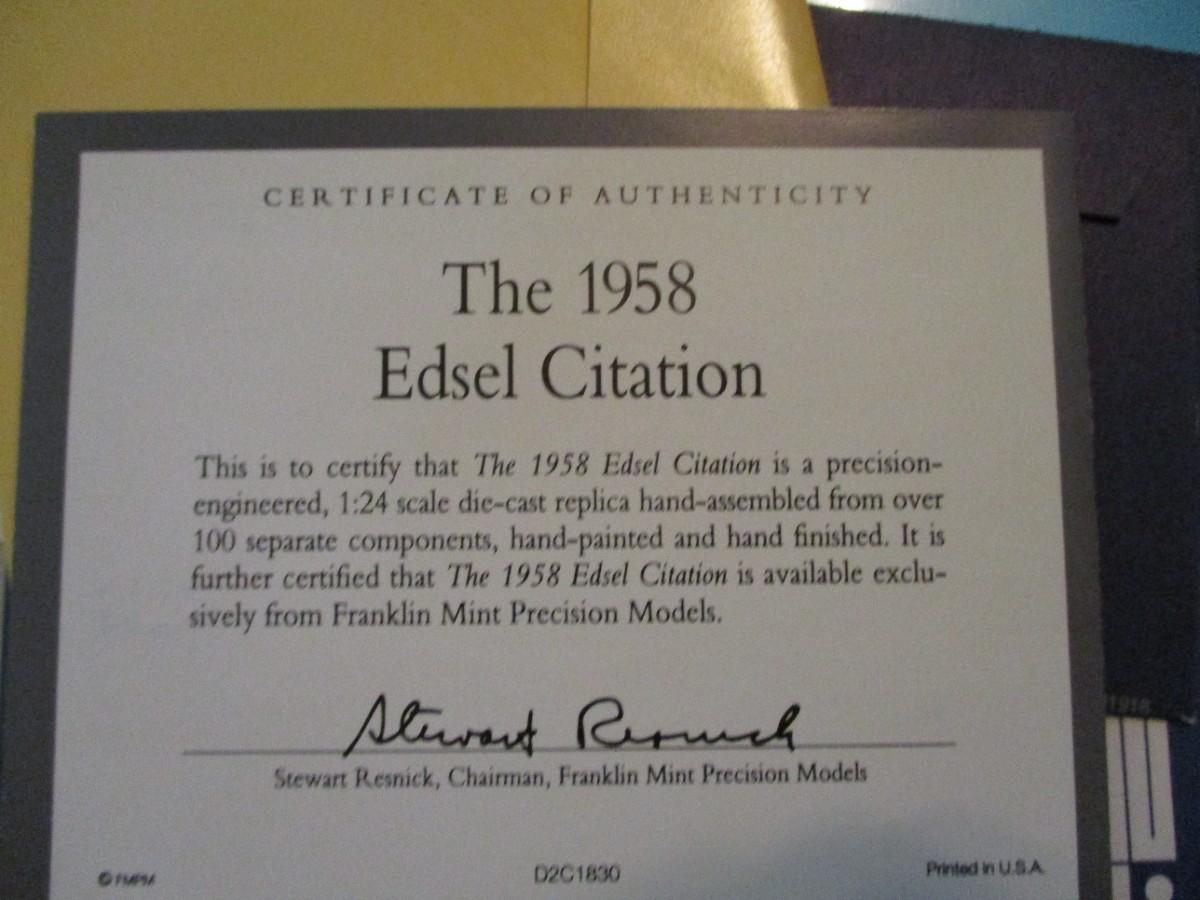 CERTIFICATE OF AUTHENTICITY
The 1958
Edsel Citation
This is to certify that The 1958 Edsel Citation is a precision-
engineered, 1:24 scale die-cast replica hand-assembled from over
100 separate components, hand-painted and hand finished. It is
further certified that The 1958 Edsel Citation is available exclu-
sively from Franklin Mint Precision Models.
Stewart Resnick
Stewart Resnick, Chairman, Franklin Mint Precision Models
© FMPM
D2C1830
Printed in U.S.A.